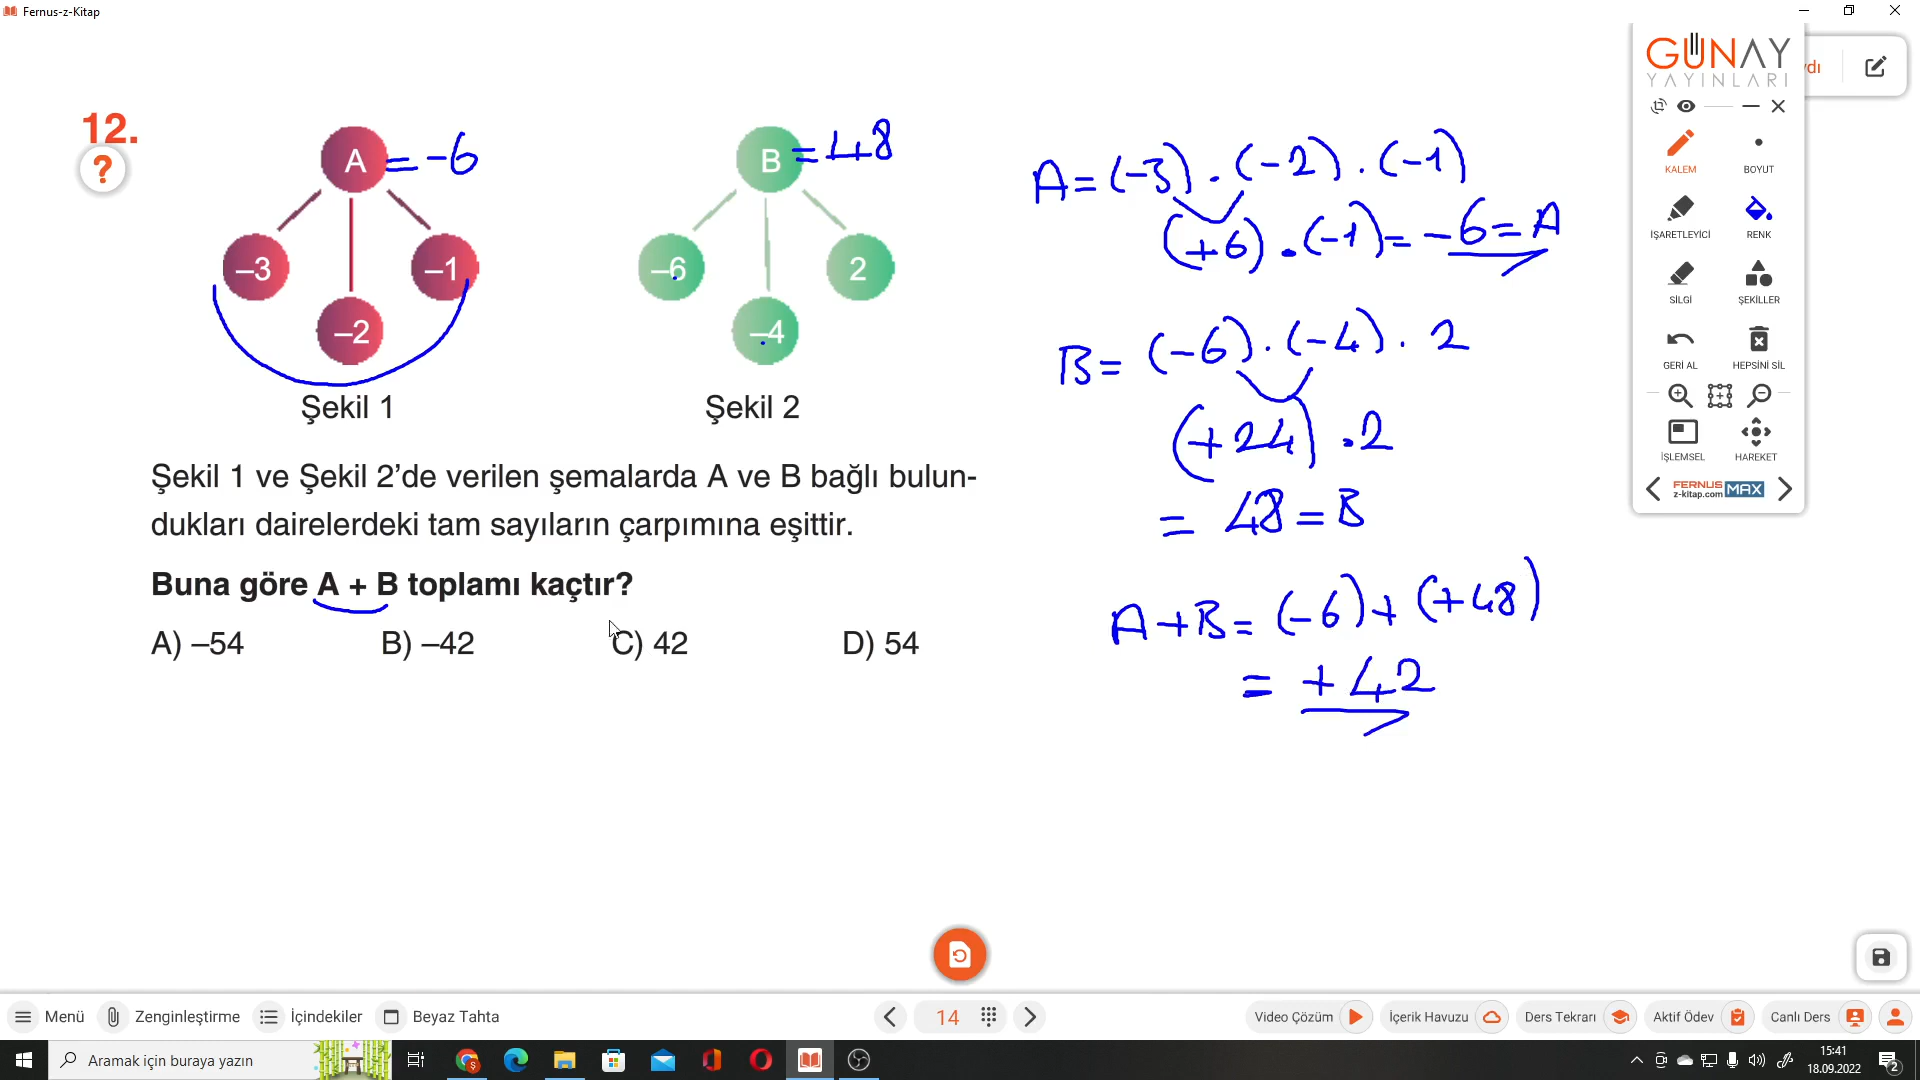 Fernus-z-Kitap
12.
?
A = -6
–3
–2
–1
Şekil 1
B = 48
–6
–4
2
Şekil 2
Şekil 1 ve Şekil 2’de verilen şemalarda A ve B bağlı bulun-
dukları dairelerdeki tam sayıların çarpımına eşittir.
Buna göre A + B toplamı kaçtır?
A) –54 B) –42 C) 42 D) 54
A = (-3) . (-2) . (-1)
(+6) . (-1) = -6 = A
B = (-6) . (-4) . 2
(+24) . 2
= 48 = B
A + B = (-6) + (+48)
= +42
GÜNAY
YAYINLARI
KALEM BOYUT
İŞARETLEYİCİ RENK
SİLGİ ŞEKİLLER
GERİ AL HEPSİNİ SİL
İŞLEMSEL HAREKET
FERNUS
z-kitap.com MAX
Menü Zenginleştirme İçindekiler Beyaz Tahta 14 Video Çözüm İçerik Havuzu Ders Tekrarı Aktif Ödev Canlı Ders
Aramak için buraya yazın
15:41
18.09.2022
2